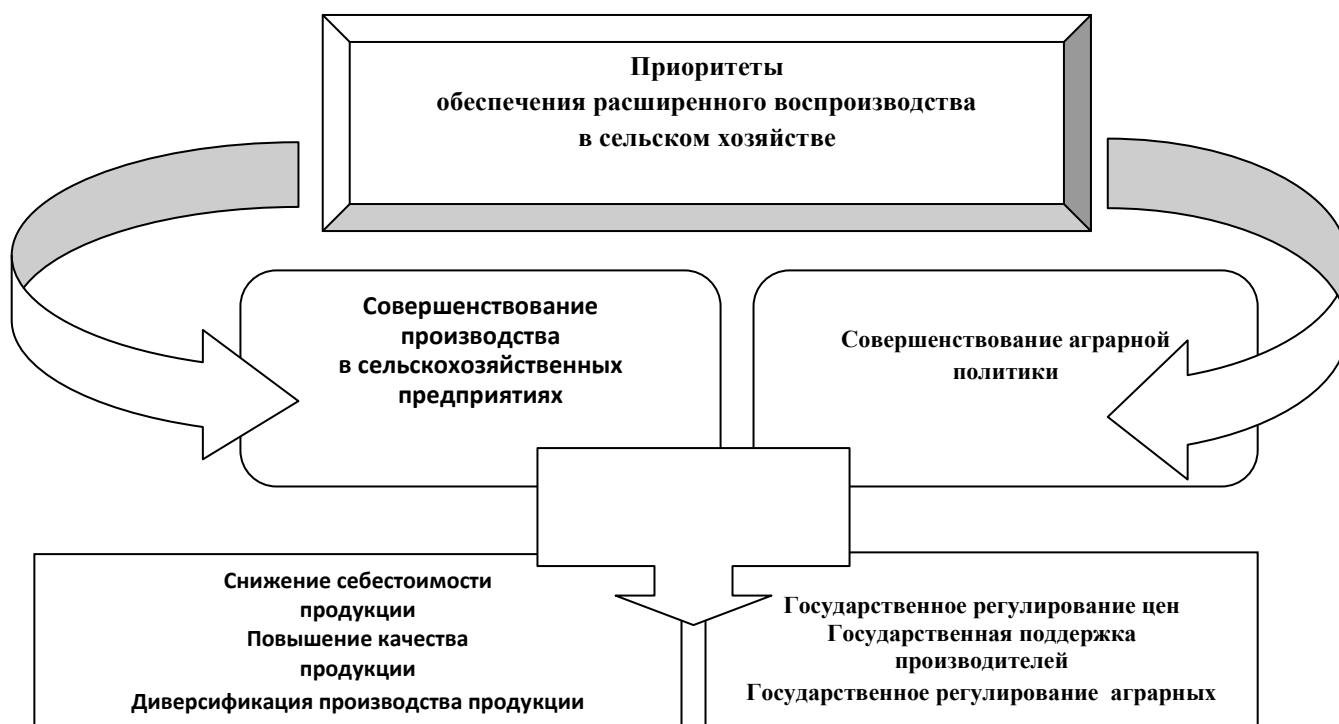 Приоритеты
обеспечения расширенного воспроизводства
в сельском хозяйстве
Совершенствование
производства
в сельскохозяйственных
предприятиях
Совершенствование аграрной
политики
Снижение себестоимости
продукции
Повышение качества
продукции
Диверсификация производства продукции
Государственное регулирование цен
Государственная поддержка
производителей
Государственное регулирование аграрных